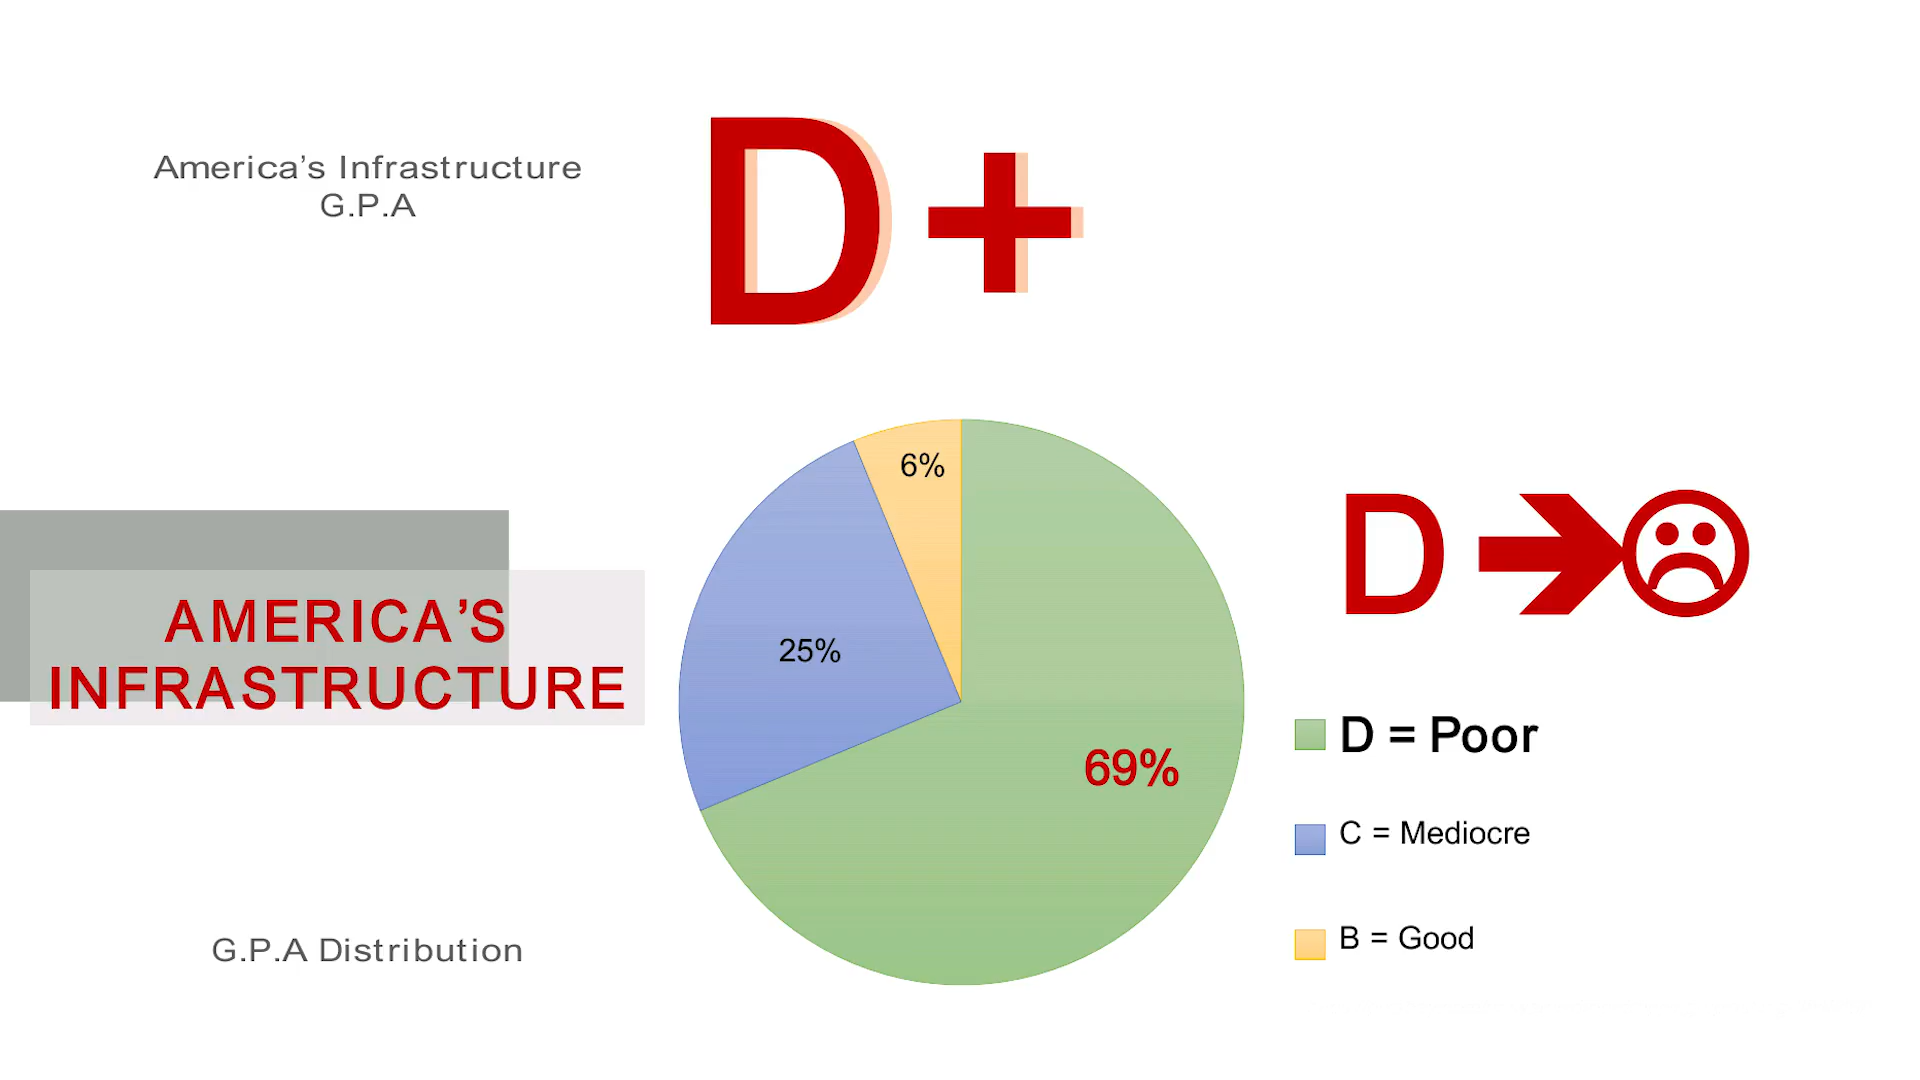 America’s Infrastructure
G.P.A
D+
AMERICA’S
INFRASTRUCTURE
G.P.A Distribution
6%
25%
69%
D
D = Poor
C = Mediocre
B = Good